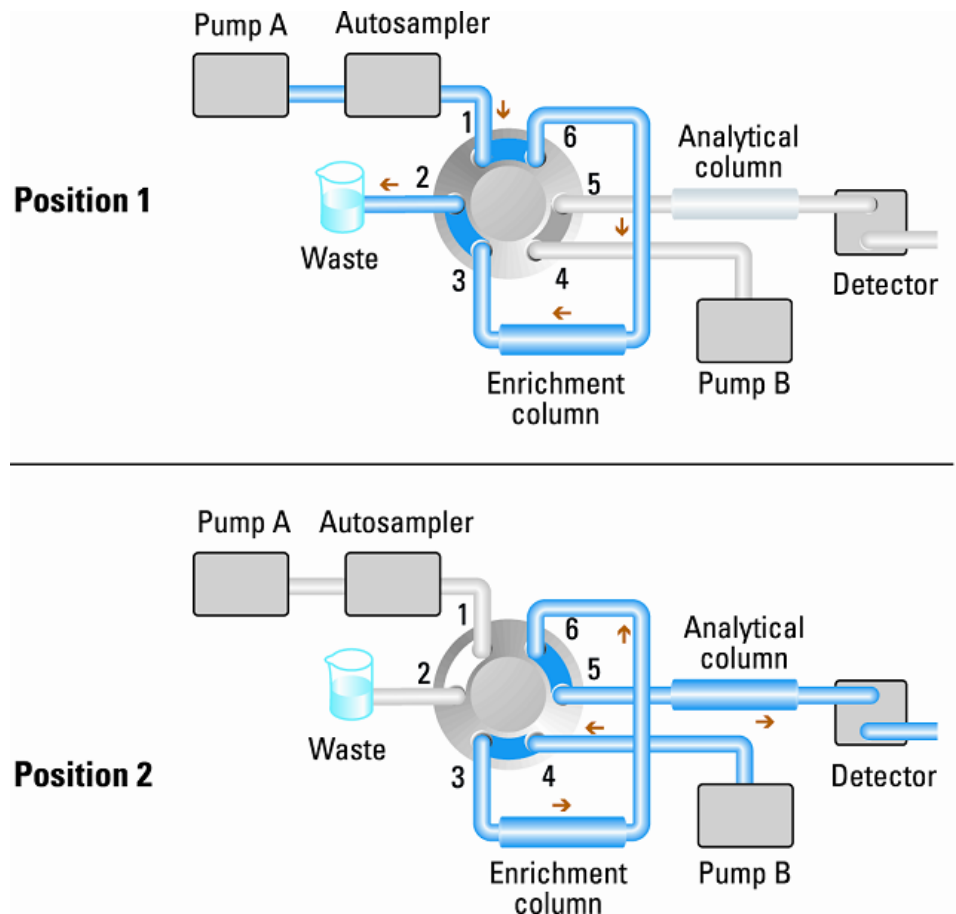 Pump A
Autosampler
1
6
Analytical
column
2
5
Position 1
Waste
3
4
Detector
Enrichment
column
Pump B
Pump A
Autosampler
1
6
Analytical
column
2
5
Waste
Position 2
3
4
Detector
Enrichment
column
Pump B